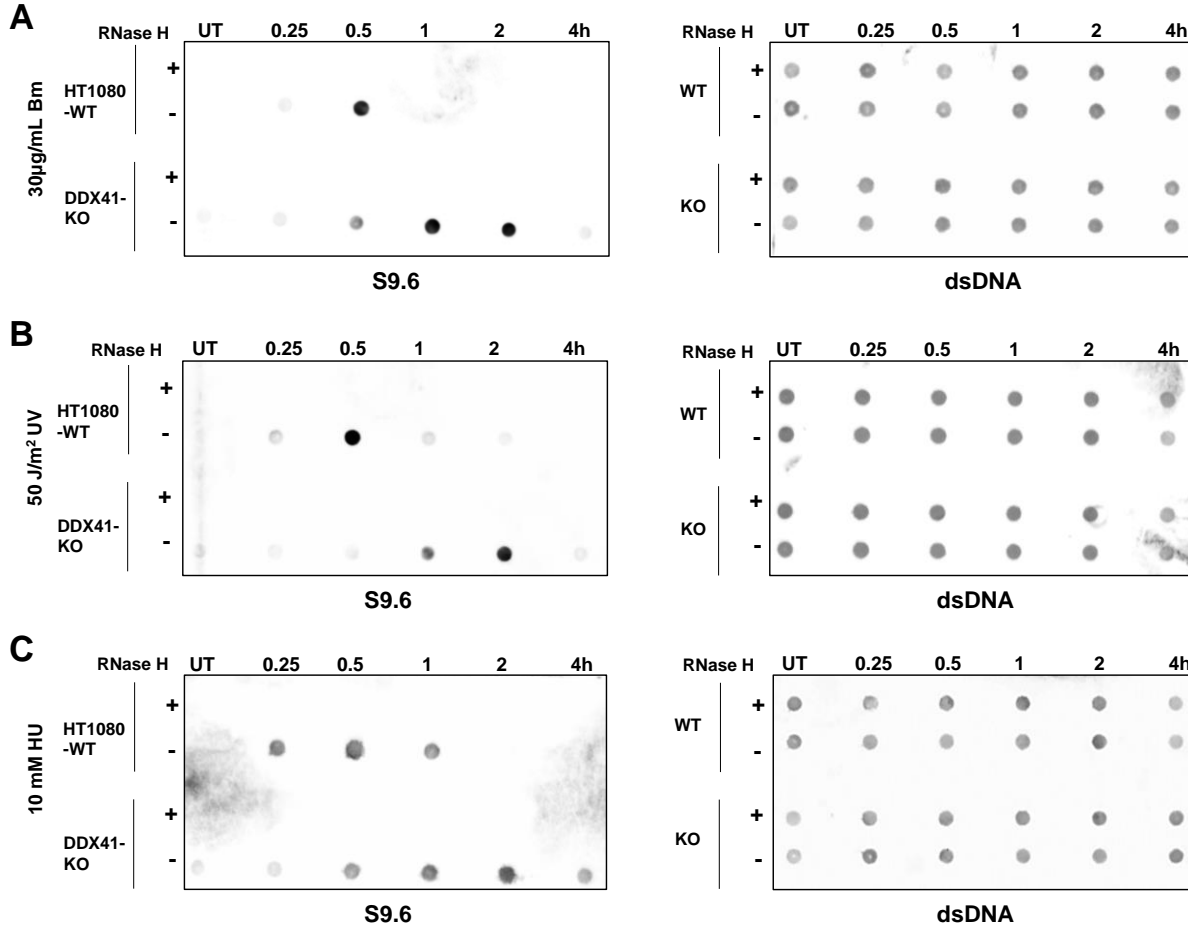 A
RNase H UT 0.25 0.5 1 2 4h
30µg/mL Bm
HT1080
-WT
+
-
DDX41-
KO
+
-
S9.6
RNase H UT 0.25 0.5 1 2 4h
WT
+
-
KO
+
-
dsDNA
B
RNase H UT 0.25 0.5 1 2 4h
50 J/m² UV
HT1080
-WT
+
-
DDX41-
KO
+
-
S9.6
RNase H UT 0.25 0.5 1 2 4h
WT
+
-
KO
+
-
dsDNA
C
RNase H UT 0.25 0.5 1 2 4h
10 mM HU
HT1080
-WT
+
-
DDX41-
KO
+
-
S9.6
RNase H UT 0.25 0.5 1 2 4h
WT
+
-
KO
+
-
dsDNA